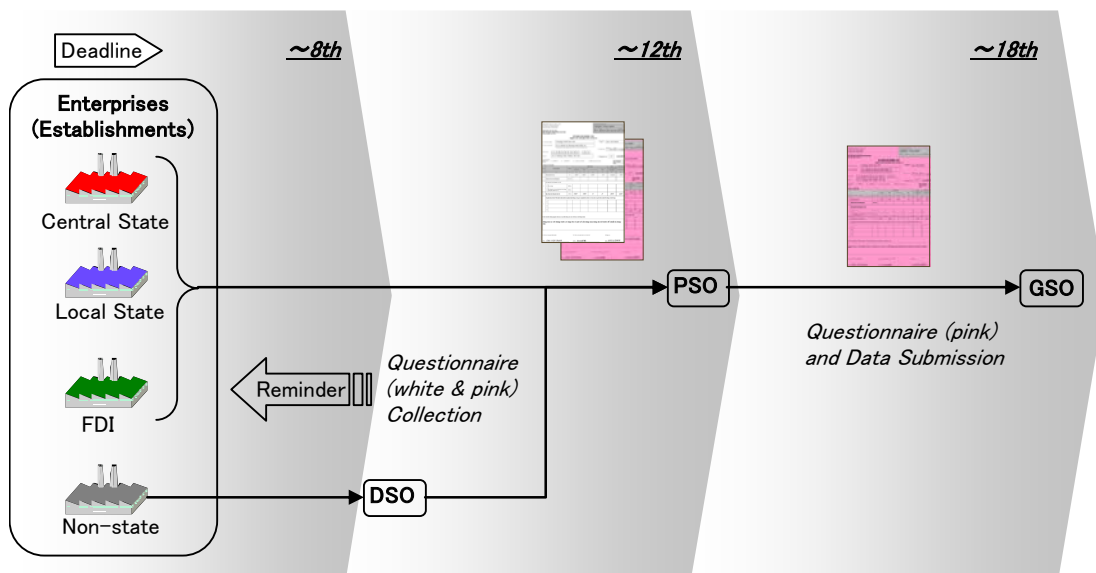 Deadline
~8th
~12th
~18th
Enterprises
(Establishments)
Central State
Local State
FDI
Non-state
Reminder
Questionnaire
(white & pink)
Collection
DSO
PSO
Questionnaire (pink)
and Data Submission
GSO